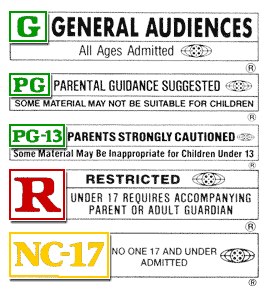 G GENERAL AUDIENCES
All Ages Admitted
®
PG PARENTAL GUIDANCE SUGGESTED
SOME MATERIAL MAY NOT BE SUITABLE FOR CHILDREN
®
PG-13 PARENTS STRONGLY CAUTIONED
Some Material May Be Inappropriate for Children Under 13
®
R RESTRICTED
UNDER 17 REQUIRES ACCOMPANYING
PARENT OR ADULT GUARDIAN
®
NC-17 NO ONE 17 AND UNDER
ADMITTED
®